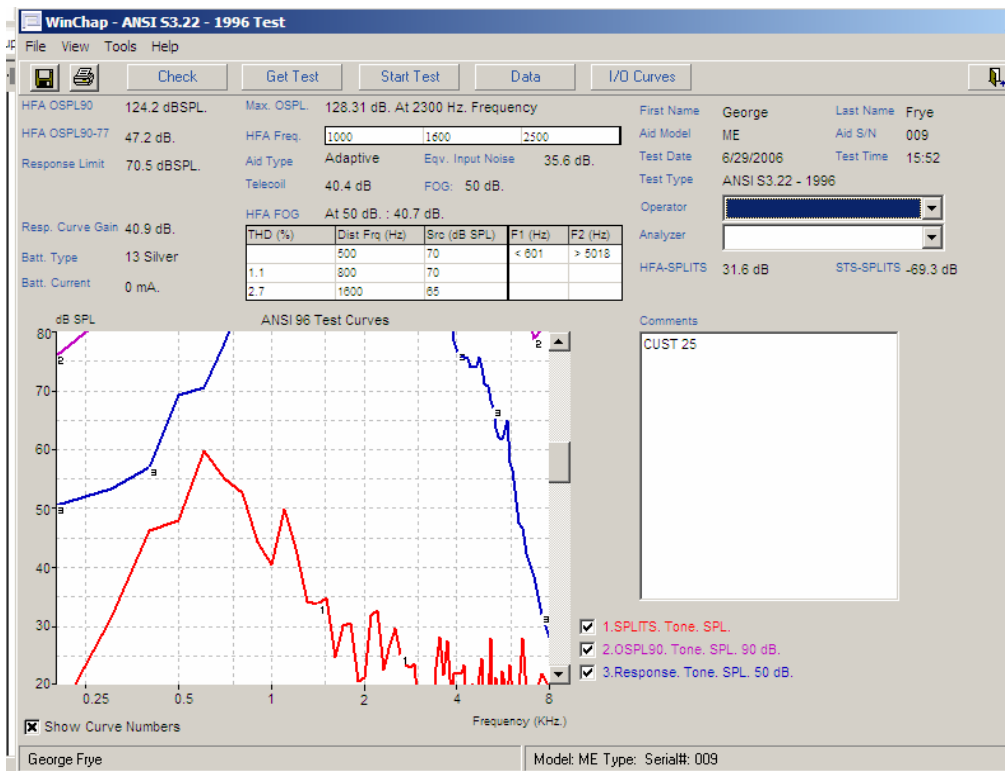 WinChap - ANSI S3.22 - 1996 Test
File View Tools Help
Check Get Test Start Test Data I/O Curves
HFA OSPL90 124.2 dBSPL. Max. OSPL. 128.31 dB. At 2300 Hz. Frequency First Name George Last Name Frye
HFA OSPL90-77 47.2 dB. HFA Freq. 1000 1600 2500 Aid Model ME Aid S/N 009
Response Limit 70.5 dBSPL. Aid Type Adaptive Eqv. Input Noise 35.6 dB. Test Date 6/29/2006 Test Time 15:52
Telecoil 40.4 dB FOG: 50 dB. Test Type ANSI S3.22 - 1996
Operator
Resp. Curve Gain 40.9 dB. HFA FOG At 50 dB. : 40.7 dB.
THD (%) Dist Frq (Hz) Src (dB SPL) F1 (Hz) F2 (Hz) Analyzer
Batt. Type 13 Silver 500 70 < 601 > 5018
1.1 800 70 HFA-SPLITS 31.6 dB STS-SPLITS -69.3 dB
Batt. Current 0 mA. 2.7 1600 65
dB SPL ANSI 96 Test Curves Comments
CUST 25
80
2
2
3
70
3
60
3
50
3
40
3
30
1
1
20
0.25 0.5 1 2 4 8
Frequency (KHz.)
1.SPLITS. Tone. SPL.
2.OSPL90. Tone. SPL. 90 dB.
3.Response. Tone. SPL. 50 dB.
Show Curve Numbers
George Frye Model: ME Type: Serial#: 009